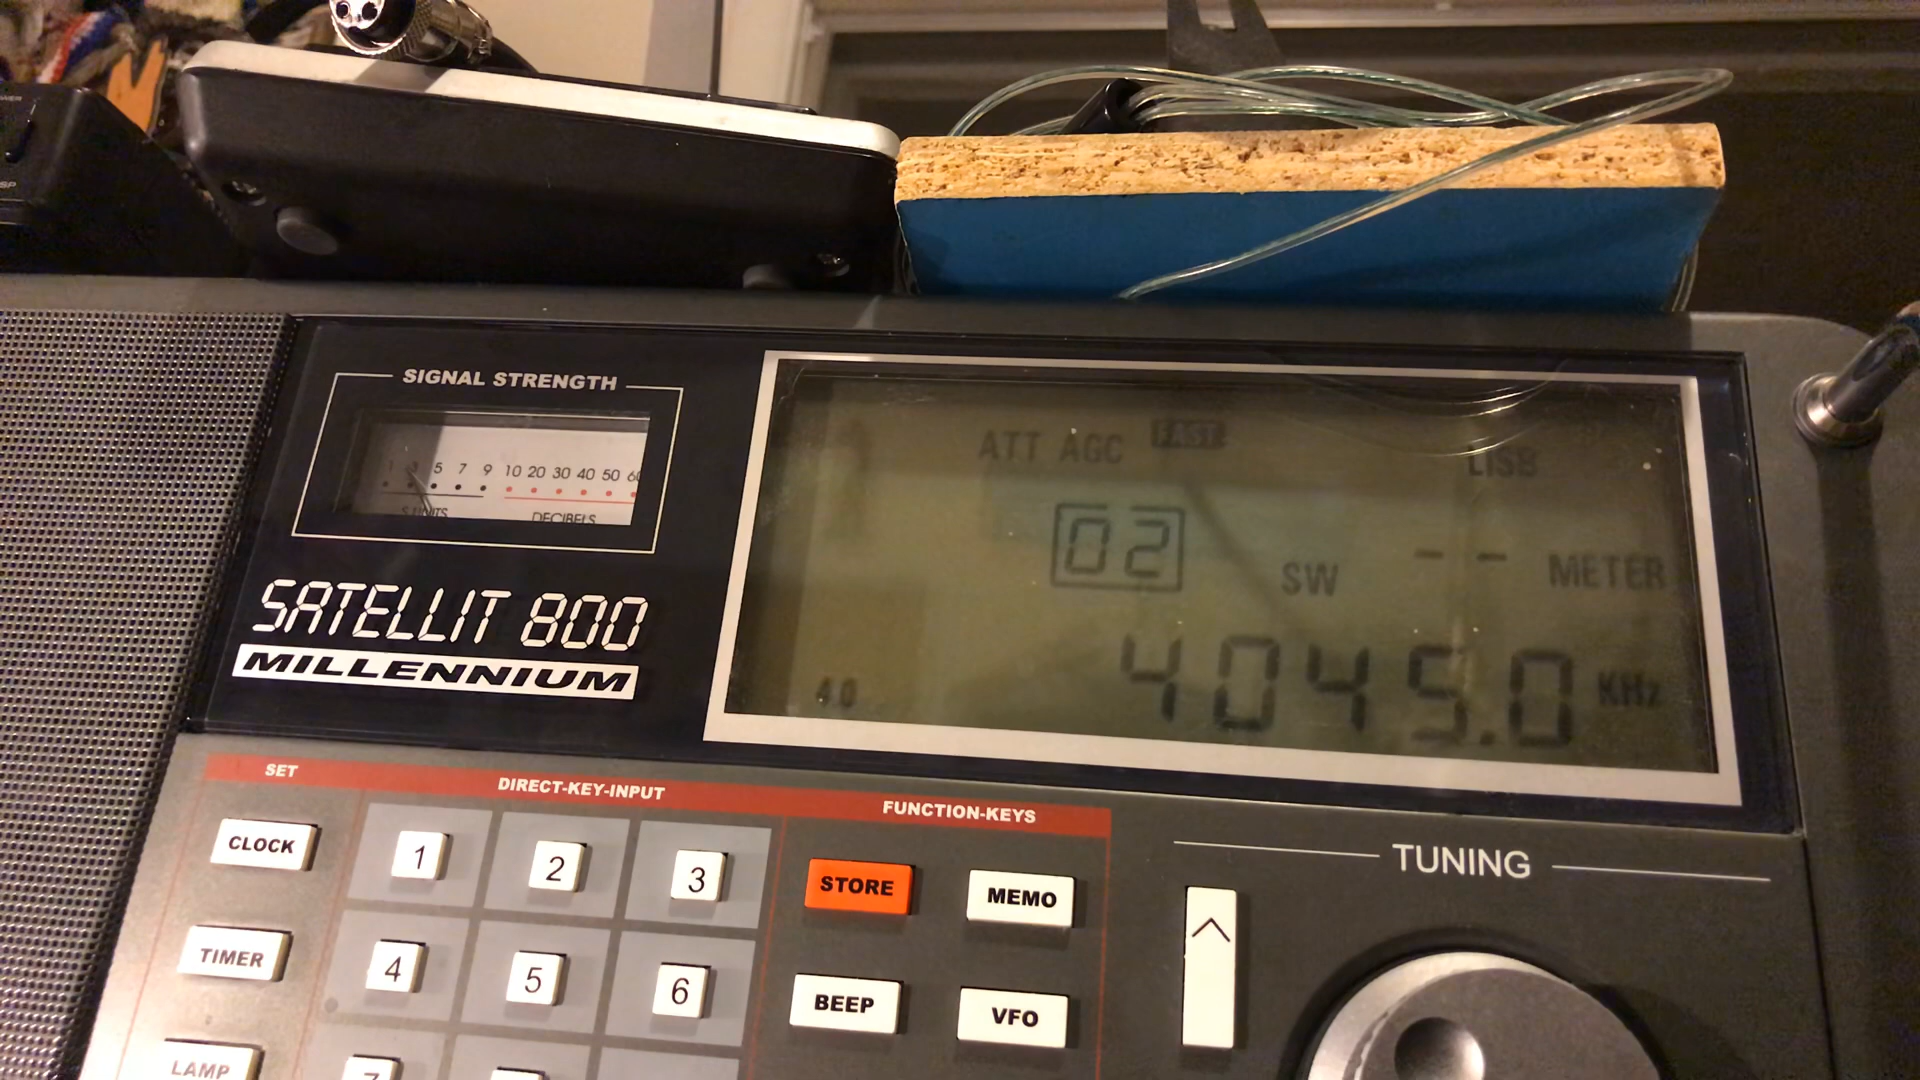 SIGNAL STRENGTH
1 3 5 7 9 10 20 30 40 50 60
S UNITS DECIBELS
SATELLIT 800
MILLENNIUM
ATT AGC FAST
02 SW -- METER
4.0 4045.0 KHz
SET DIRECT-KEY-INPUT FUNCTION-KEYS
TUNING
CLOCK 1 2 3 STORE MEMO
TIMER 4 5 6 BEEP VFO
LAMP 7